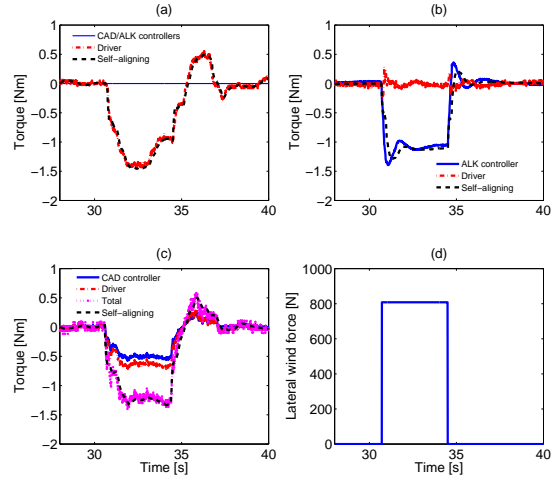 (a)
CAD/ALK controllers
Driver
Self-aligning
Torque [Nm]
1
0.5
0
−0.5
−1
−1.5
−2
30
35
40
(b)
ALK controller
Driver
Self-aligning
Torque [Nm]
1
0.5
0
−0.5
−1
−1.5
−2
30
35
40
(c)
CAD controller
Driver
Total
Self-aligning
Torque [Nm]
1
0.5
0
−0.5
−1
−1.5
−2
30
35
40
Time [s]
(d)
Lateral wind force [N]
1000
800
600
400
200
0
30
35
40
Time [s]